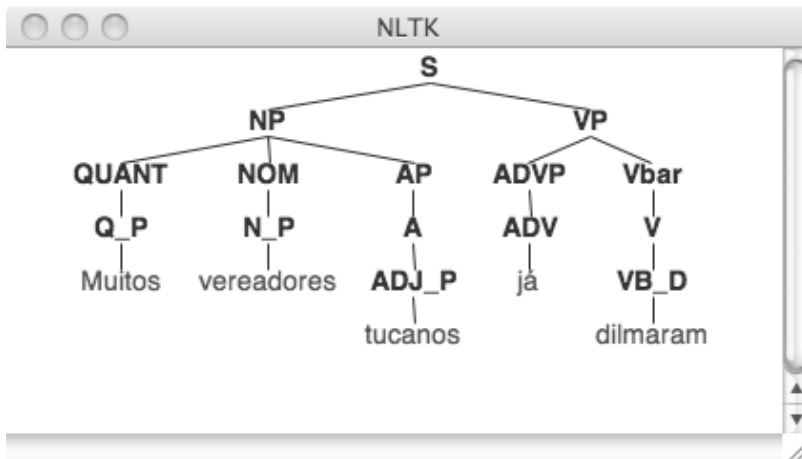 NLTK
S
NP VP
QUANT NOM AP ADVP Vbar
Q_P N_P A ADV V
Muitos vereadores ADJ_P já VB_D
tucanos dilmaram